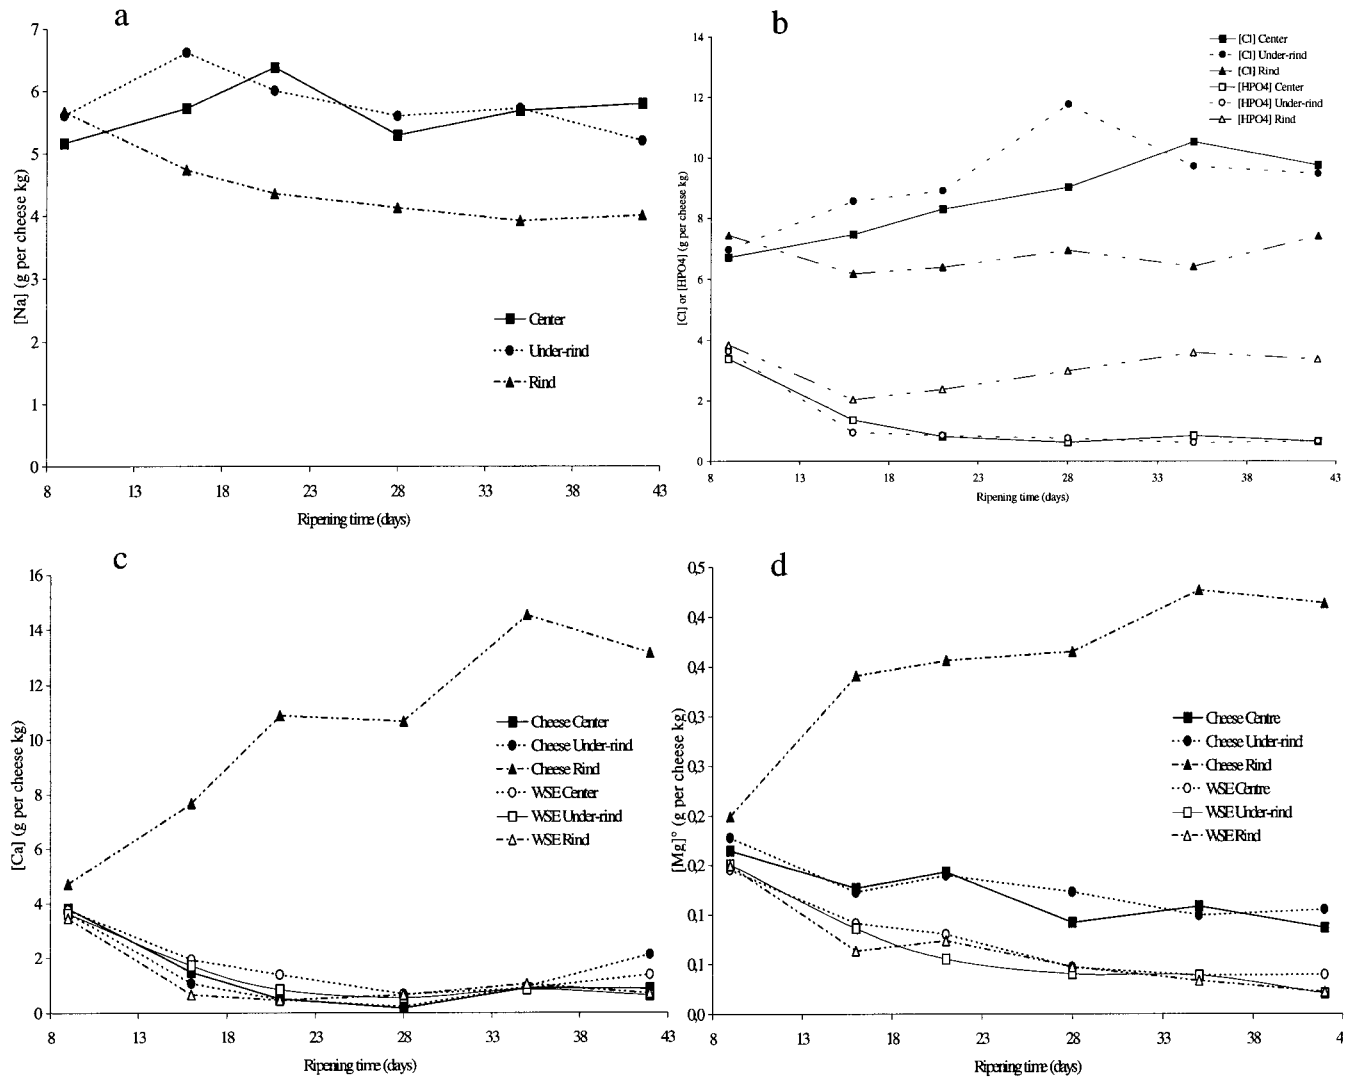 a
7
6
5
4
3
2
1
0
[Na] (g per cheese kg)
Center
Under-rind
Rind
8 13 18 23 28 33 38 43
Ripening time (days)
b
14
12
10
8
6
4
2
0
[Cl] or [HPO4] (g per cheese kg)
[Cl] Center
[Cl] Under-rind
[Cl] Rind
[HPO4] Center
[HPO4] Under-rind
[HPO4] Rind
8 13 18 23 28 33 38 43
Ripening time (days)
c
16
14
12
10
8
6
4
2
0
[Ca] (g per cheese kg)
Cheese Center
Cheese Under-rind
Cheese Rind
WSE Center
WSE Under-rind
WSE Rind
8 13 18 23 28 33 38 43
Ripening time (days)
d
0,5
0,4
0,4
0,3
0,3
0,2
0,2
0,1
0,1
0,0
[Mg]° (g per cheese kg)
Cheese Centre
Cheese Under-rind
Cheese Rind
WSE Centre
WSE Under-rind
WSE Rind
8 13 18 23 28 33 38 4
Ripening time (days)